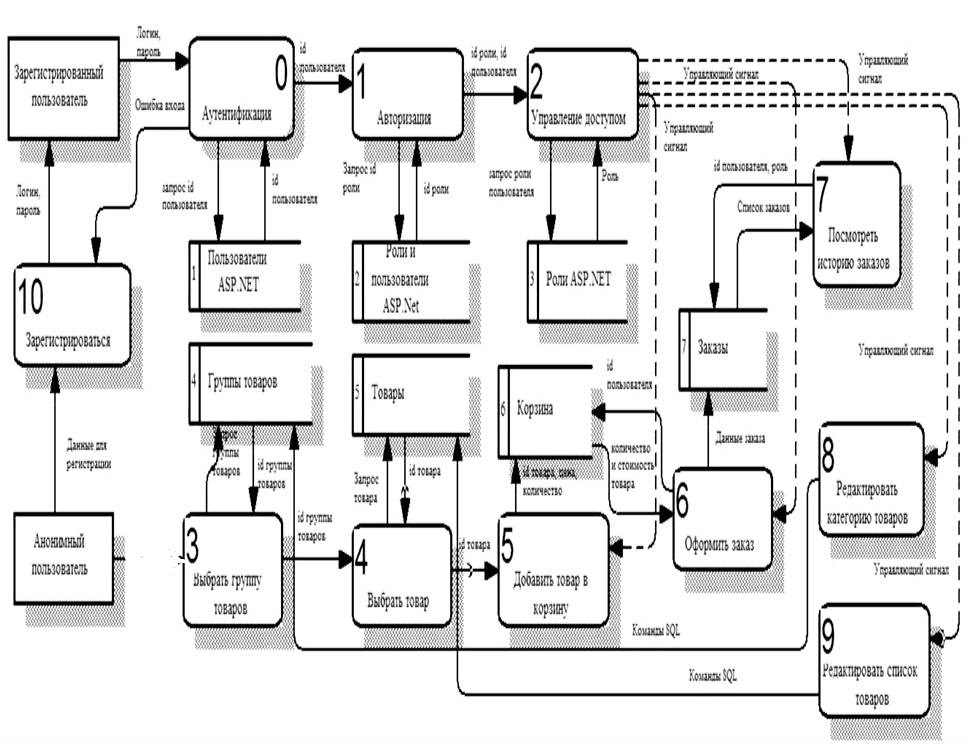 Логин,
пароль
Зарегистрированный
пользователь
Ошибка входа
0
Аутентификация
id
пользователя
1
Авторизация
id роли, id
пользователя
2
Управление доступом
Управляющий сигнал
Управляющий
сигнал
Управляющий
сигнал
Управляющий
сигнал
Логин,
пароль
запрос id
пользователя
id
пользователя
Запрос id
роли
id роли
запрос роли
пользователя
Роль
id пользователя, роль
Список заказов
7
Посмотреть
историю заказов
1
Пользователи
ASP.NET
2
Роли и
пользователи
ASP.Net
3
Роли ASP.NET
10
Зарегистрироваться
7
Заказы
Управляющий сигнал
4
Группы товаров
5
Товары
6
Корзина
id
пользователя
Данные для
регистрации
Запрос
группы
товаров
id группы
товаров
Запрос
товара
id товара
id товара, цена,
количество
количество
и стоимость
товара
Данные заказа
8
Редактировать
категорию товаров
Анонимный
пользователь
3
Выбрать группу
товаров
id группы
товаров
4
Выбрать товар
id товара
5
Добавить товар в
корзину
6
Оформить заказ
Управляющий сигнал
Команды SQL
9
Редактировать список
товаров
Команды SQL